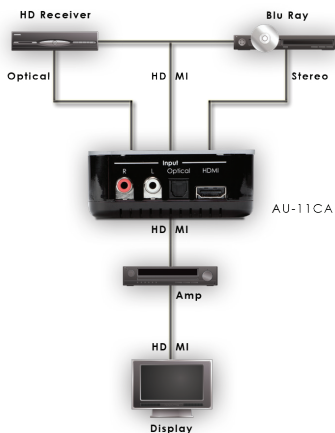 HD Receiver
Blu Ray
Optical
HD MI
Stereo
Input
R L Optical HDMI
AU-11CA
HD MI
Amp
HD MI
Display